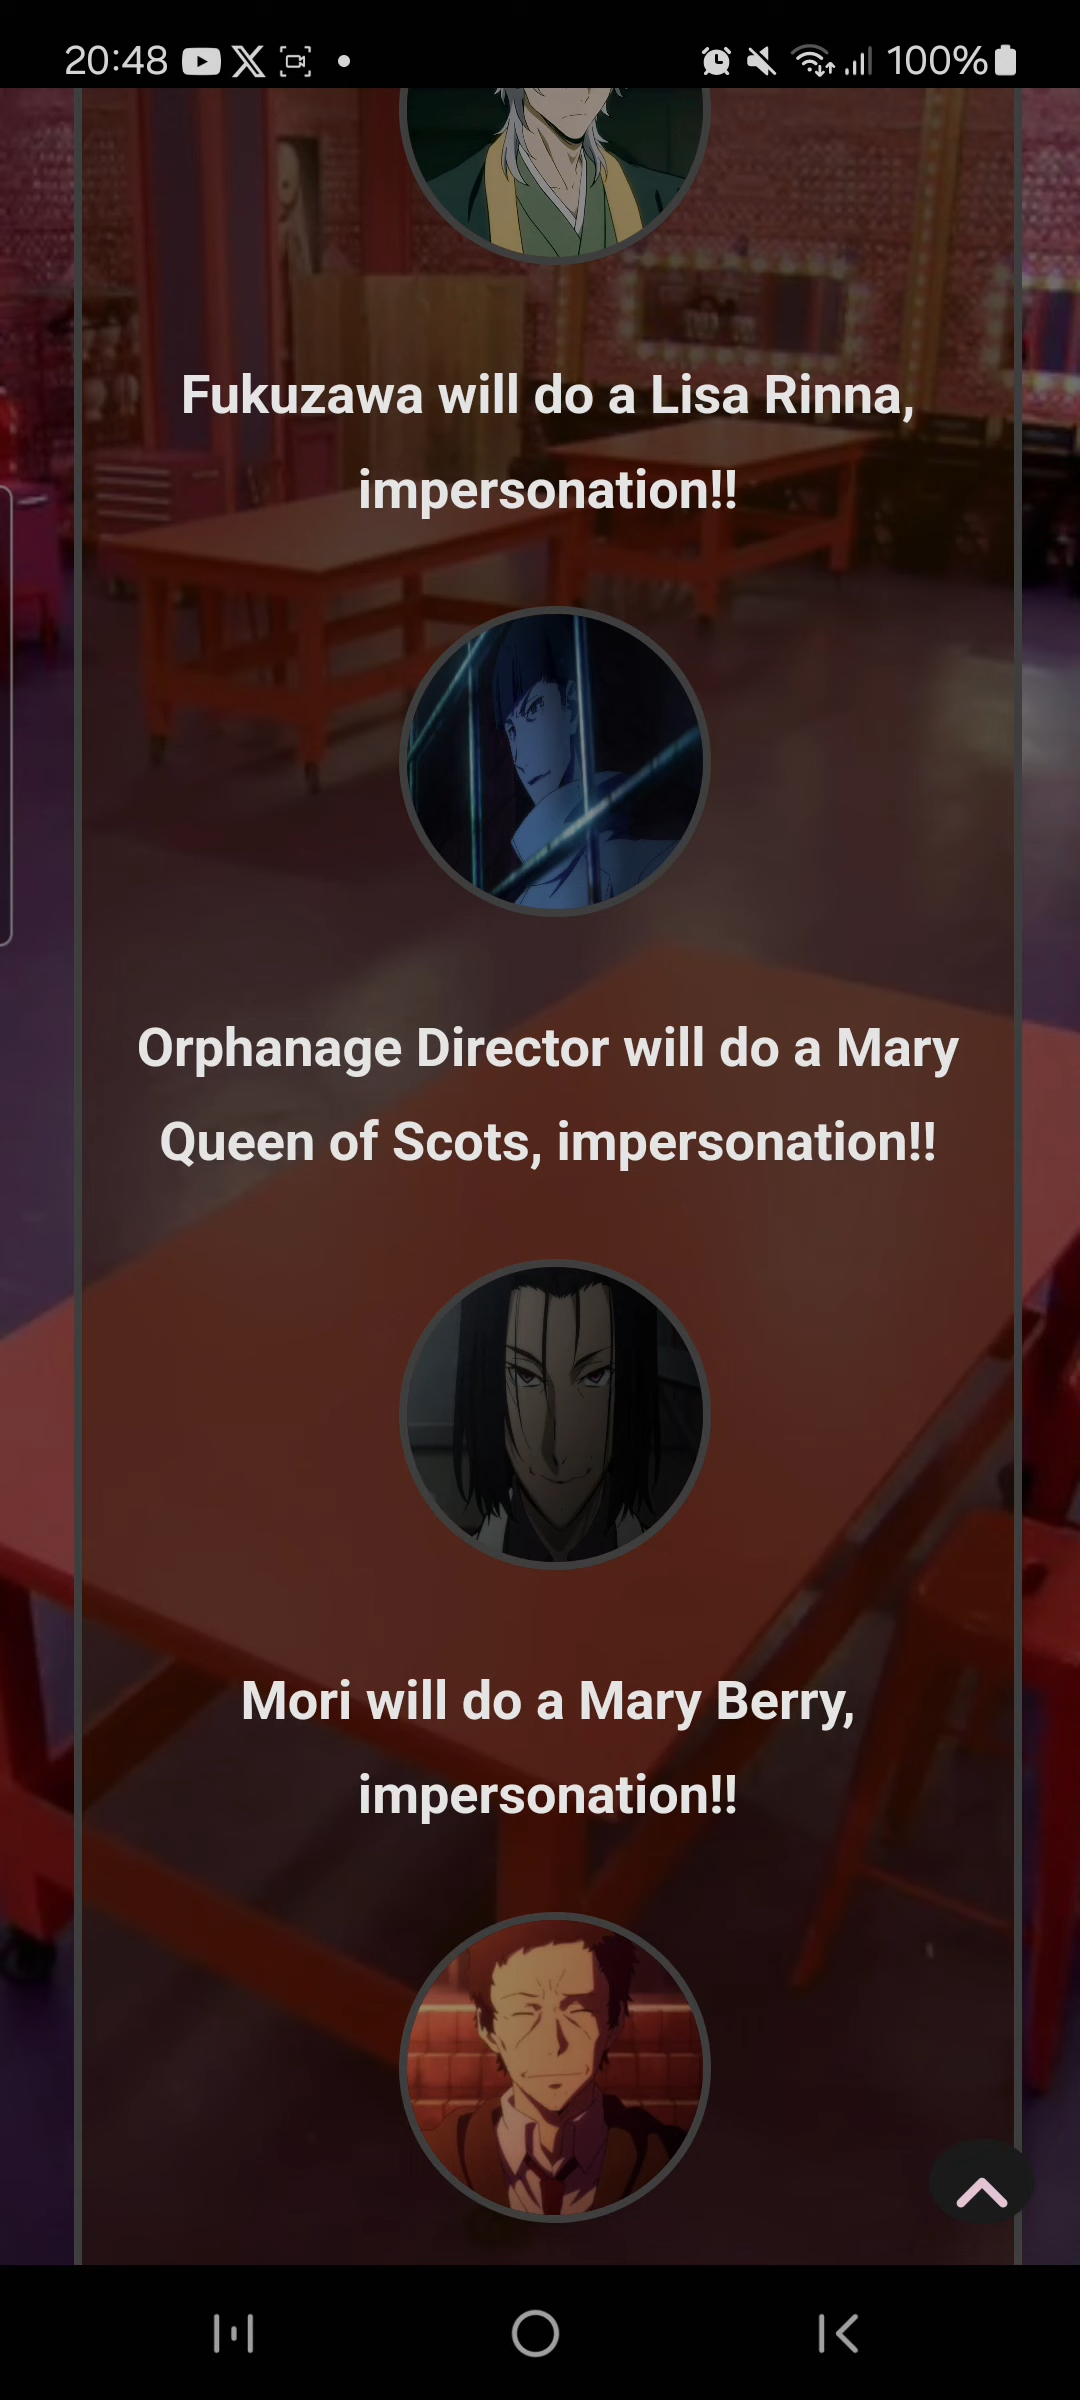 20:48 100%
Fukuzawa will do a Lisa Rinna,
impersonation!!
Orphanage Director will do a Mary
Queen of Scots, impersonation!!
Mori will do a Mary Berry,
impersonation!!